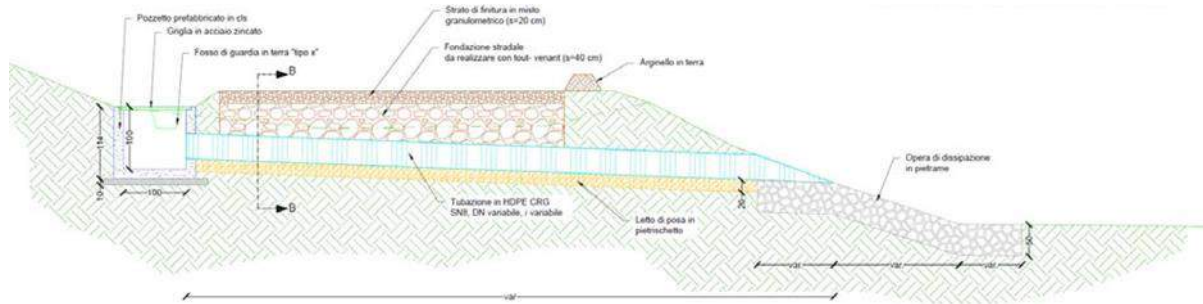 Pozzetto prefabbricato in cls
Griglia in acciaio zincato
Fosso di guardia in terra "tipo x"
Strato di finitura in misto
granulometrico (s=20 cm)
Fondazione stradale
da realizzare con tout- venant (s=40 cm)
Arginello in terra
B
B
114
100
10
100
Tubazione in HDPE CRG
SN8, DN variabile, i variabile
Letto di posa in
pietrischetto
Opera di dissipazione
in pietrame
20
50
var.
var.
var.
var